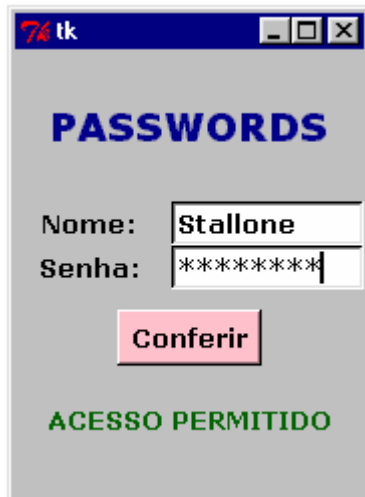 tk
PASSWORDS
Nome: Stallone
Senha: ********
Conferir
ACESSO PERMITIDO